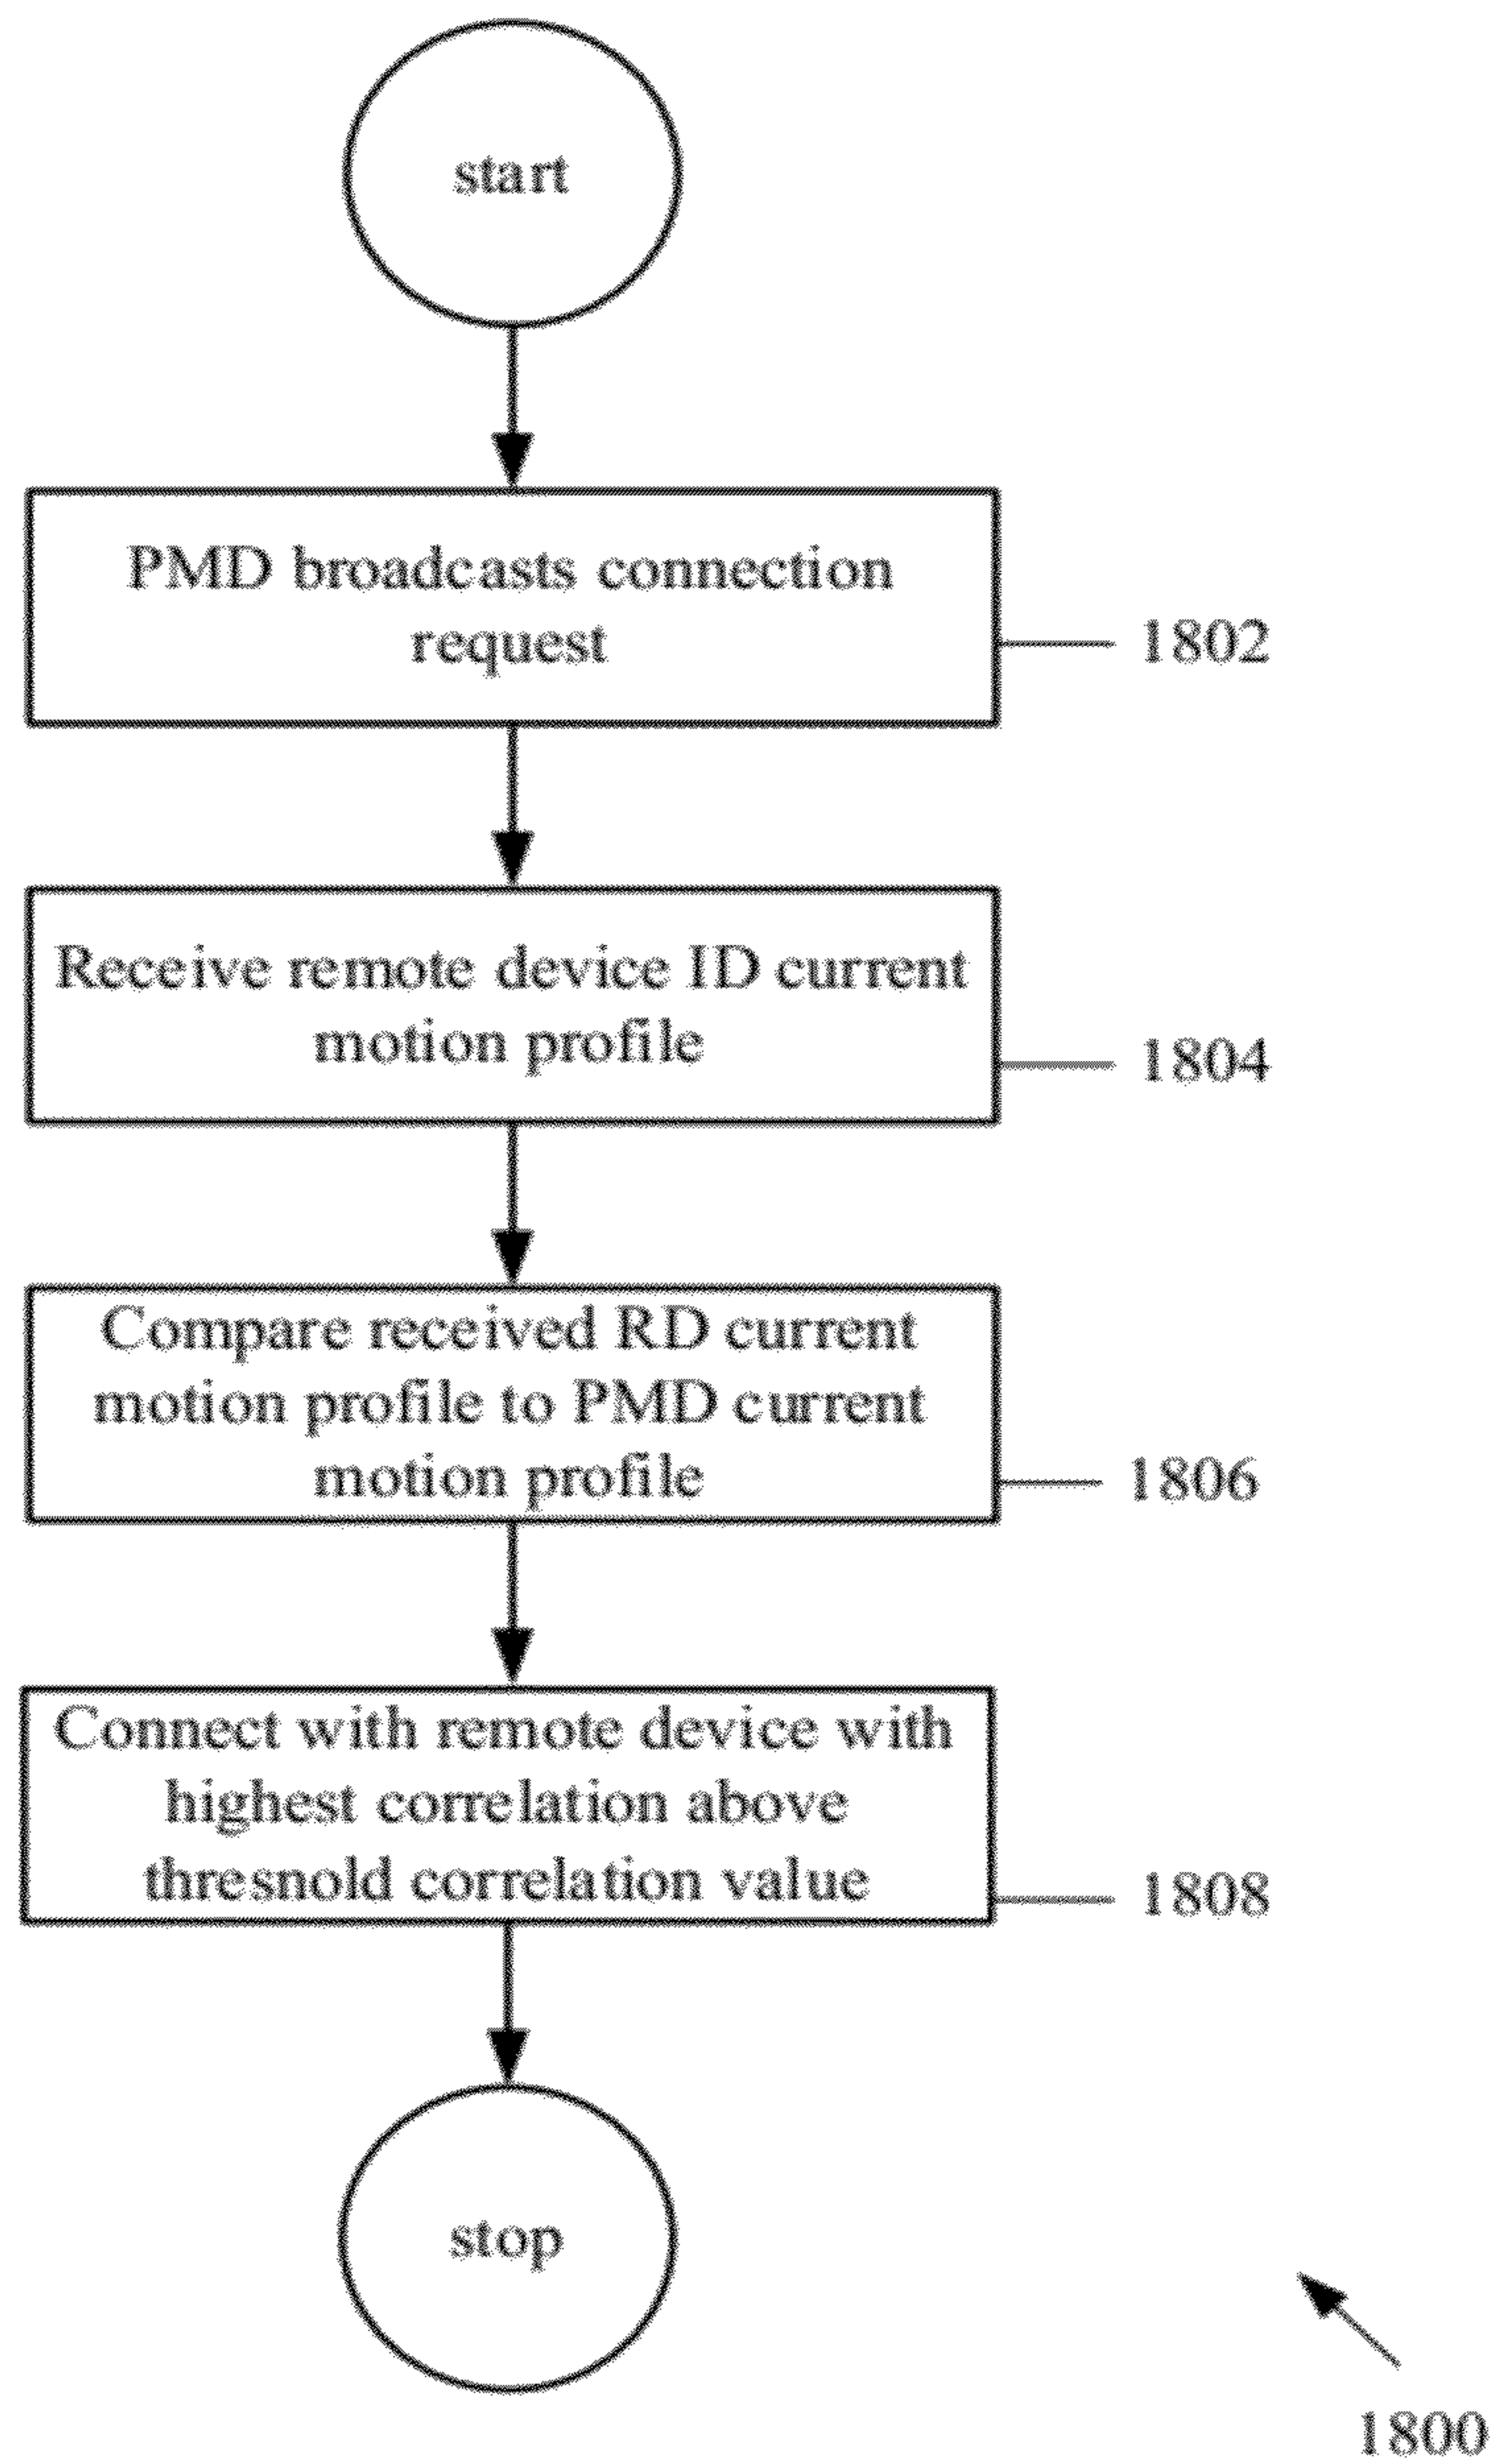 start
PMD broadcasts connection
request
1802
Receive remote device ID current
motion profile
1804
Compare received RD current
motion profile to PMD current
motion profile
1806
Connect with remote device with
highest correlation above
thresnold correlation value
1808
stop
1800